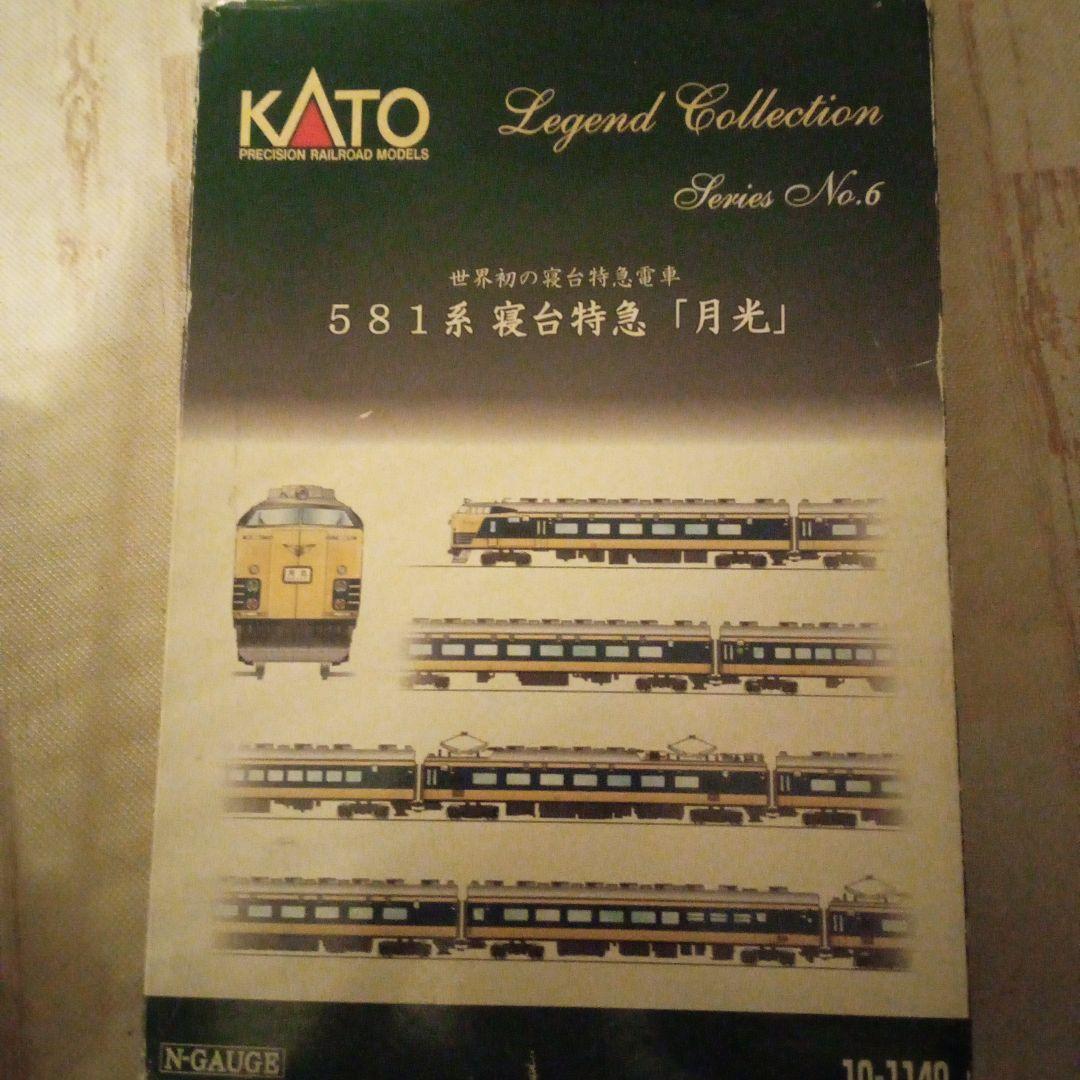 KATO
PRECISION RAILROAD MODELS
Legend Collection
Series No.6
世界初の寝台特急電車
５８１系 寝台特急「月光」
N-GAUGE